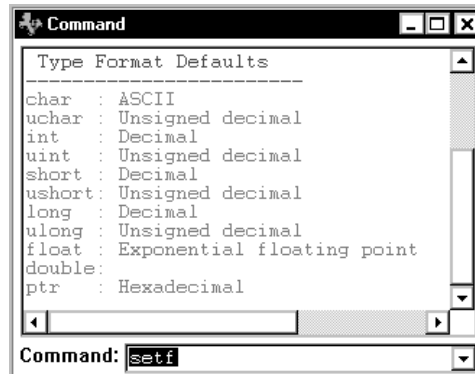 Command
Type Format Defaults
------------------------
char : ASCII
uchar : Unsigned decimal
int : Decimal
uint : Unsigned decimal
short : Decimal
ushort: Unsigned decimal
long : Decimal
ulong : Unsigned decimal
float : Exponential floating point
double:
ptr : Hexadecimal
Command: setf